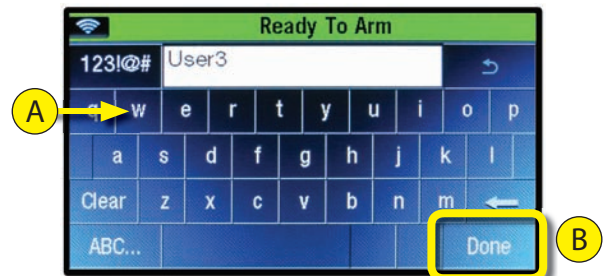 Ready To Arm
123!@# User3
A
q w e r t y u i o p
a s d f g h j k l
Clear z x c v b n m
ABC... Done
B